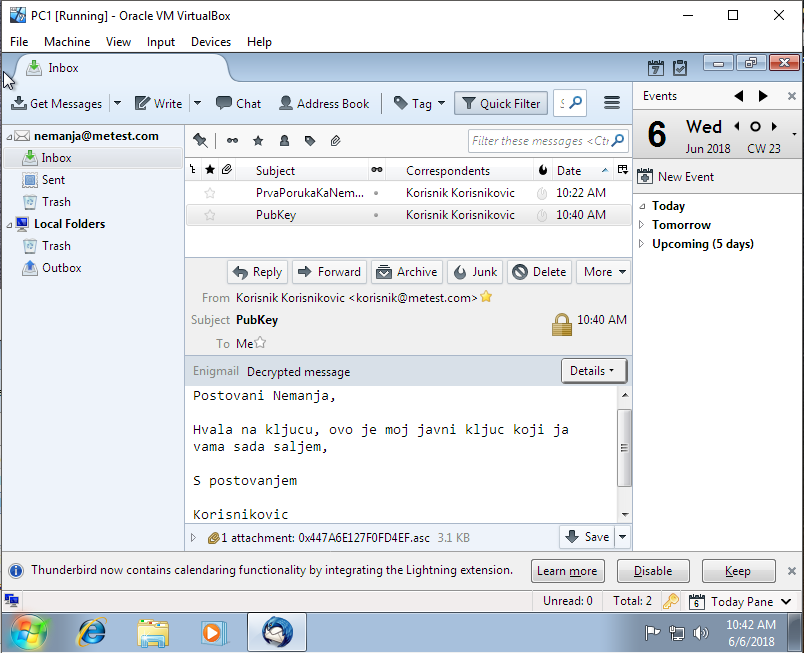 PC1 [Running] - Oracle VM VirtualBox
File Machine View Input Devices Help
Inbox
Get Messages Write Chat Address Book Tag Quick Filter
Filter these messages <Ctr
nemanja@metest.com
Inbox
Sent
Trash
Local Folders
Trash
Outbox
Subject Correspondents Date
PrvaPorukaKaNem... Korisnik Korisnikovic 10:22 AM
PubKey Korisnik Korisnikovic 10:40 AM
Reply Forward Archive Junk Delete More
From Korisnik Korisnikovic <korisnik@metest.com>
Subject PubKey 10:40 AM
To Me
Enigmail Decrypted message Details
Postovani Nemanja,
Hvala na kljucu, ovo je moj javni kljuc koji ja
vama sada saljem,
S postovanjem
Korisnikovic
1 attachment: 0x447A6E127F0FD4EF.asc 3.1 KB Save
Events
6 Wed
Jun 2018 CW 23
New Event
Today
Tomorrow
Upcoming (5 days)
Thunderbird now contains calendaring functionality by integrating the Lightning extension. Learn more Disable Keep
Unread: 0 Total: 2 6 Today Pane
10:42 AM
6/6/2018